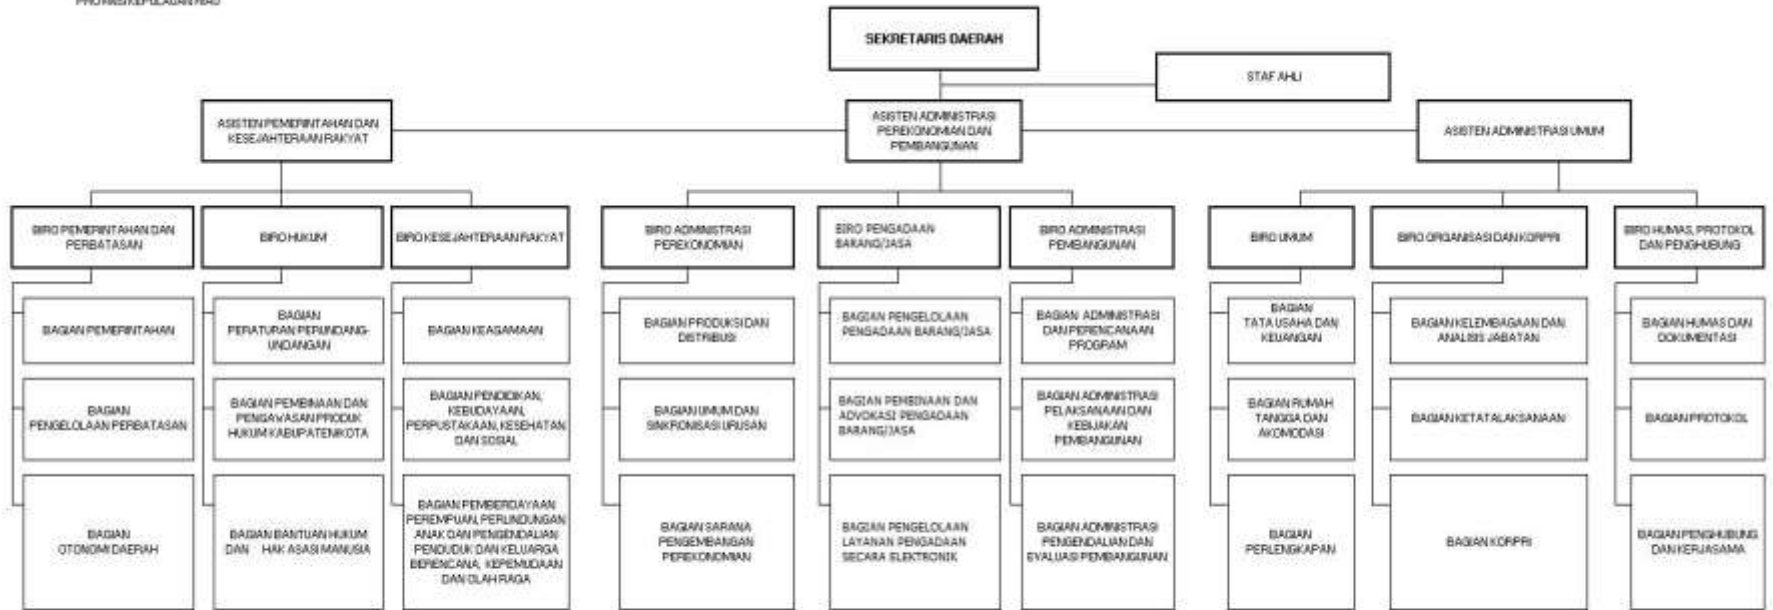 PROVINSI KEPULAUAN RIAU
SEKRETARIS DAERAH
STAF AHLI
ASISTEN PEMERINTAHAN DAN
KESEJAHTERAAN RAKYAT
ASISTEN ADMINISTRASI
PEREKONOMIAN DAN
PEMBANGUNAN
ASISTEN ADMINISTRASI UMUM
BIRO PEMERINTAHAN DAN
PERBATASAN
BIRO HUKUM
BIRO KESEJAHTERAAN RAKYAT
BIRO ADMINISTRASI
PEREKONOMIAN
BIRO PENGADAAN
BARANG/JASA
BIRO ADMINISTRASI
PEMBANGUNAN
BIRO UMUM
BIRO ORGANISASI DAN KORPRI
BIRO HUMAS, PROTOKOL
DAN PENGHUBUNG
BAGIAN PEMERINTAHAN
BAGIAN
PERATURAN PERUNDANG-
UNDANGAN
BAGIAN KEAGAMAAN
BAGIAN PRODUKSI DAN
DISTRIBUSI
BAGIAN PENGELOLAAN
PENGADAAN BARANG/JASA
BAGIAN ADMINISTRASI
DAN PERENCANAAN
PROGRAM
BAGIAN
TATA USAHA DAN
KEUANGAN
BAGIAN KELEMBAGAAN DAN
ANALISIS JABATAN
BAGIAN HUMAS DAN
DOKUMENTASI
BAGIAN
PENGELOLAAN PERBATASAN
BAGIAN PEMBINAAN DAN
PENGAWASAN PRODUK
HUKUM KABUPATEN/KOTA
BAGIAN PENDIDIKAN,
KEBUDAYAAN,
PERPUSTAKAAN, KESEHATAN
DAN SOSIAL
BAGIAN UMUM DAN
SINKRONISASI URUSAN
BAGIAN PEMBINAAN DAN
ADVOKASI PENGADAAN
BARANG/JASA
BAGIAN ADMINISTRASI
PELAKSANAAN DAN
KEBIJAKAN
PEMBANGUNAN
BAGIAN RUMAH
TANGGA DAN
AKOMODASI
BAGIAN KETATALAKSANAAN
BAGIAN PROTOKOL
BAGIAN
OTONOMI DAERAH
BAGIAN BANTUAN HUKUM
DAN HAK ASASI MANUSIA
BAGIAN PEMBERDAYAAN
PEREMPUAN, PERLINDUNGAN
ANAK DAN PENGENDALIAN
PENDUDUK DAN KELUARGA
BERENCANA, KEPEMUDAAN
DAN OLAH RAGA
BAGIAN SARANA
PENGEMBANGAN
PEREKONOMIAN
BAGIAN PENGELOLAAN
LAYANAN PENGADAAN
SECARA ELEKTRONIK
BAGIAN ADMINISTRASI
PENGENDALIAN DAN
EVALUASI PEMBANGUNAN
BAGIAN
PERLENGKAPAN
BAGIAN KORPRI
BAGIAN PENGHUBUNG
DAN KERJASAMA